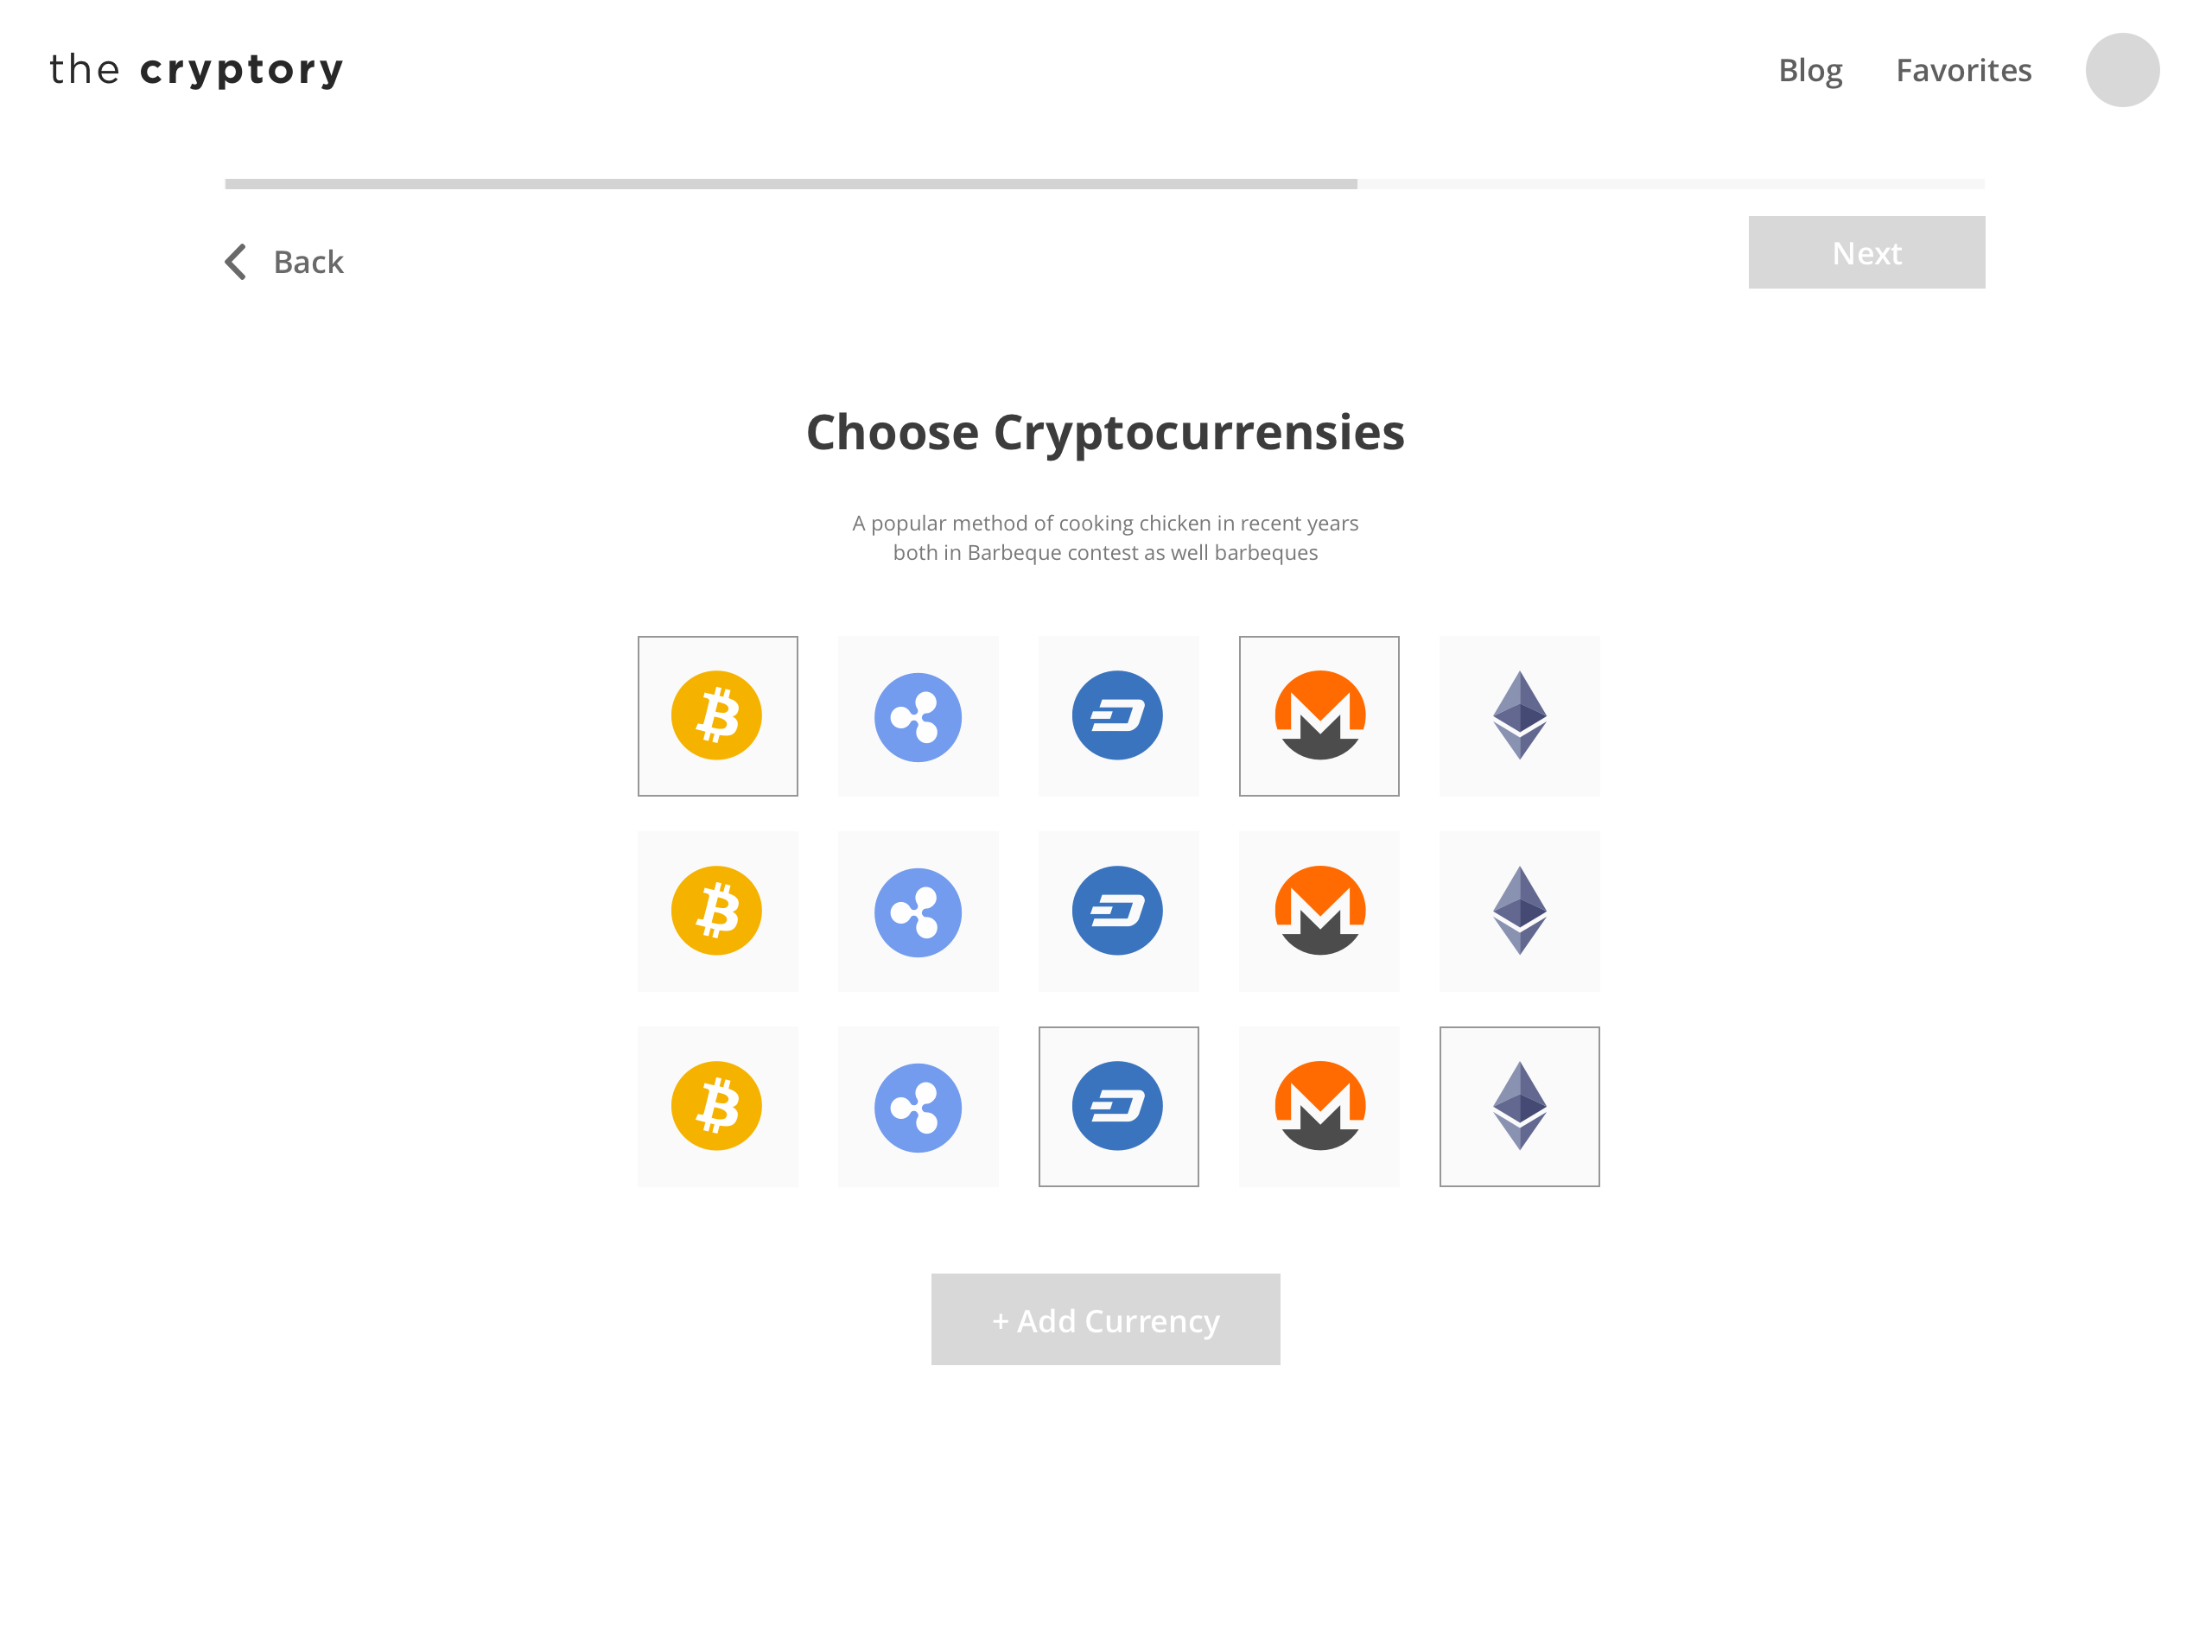 the cryptory
Blog
Favorites
Back
Next
Choose Cryptocurrensies
A popular method of cooking chicken in recent years
both in Barbeque contest as well barbeques
+ Add Currency